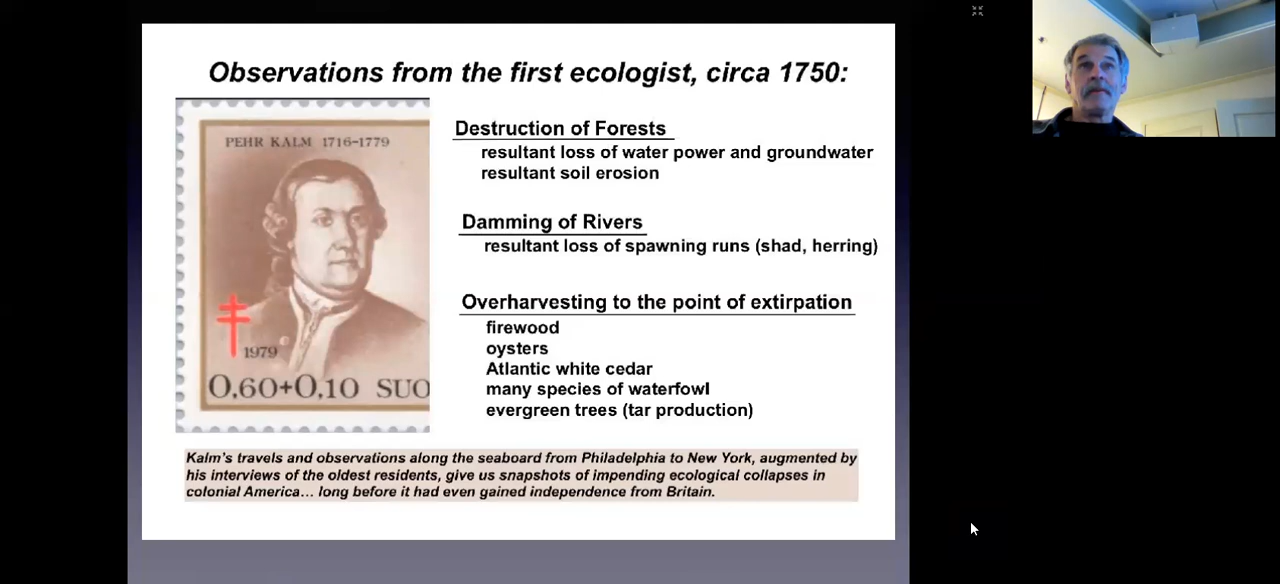 Observations from the first ecologist, circa 1750:
PEHR KALM 1716-1779
1979
0,60+0,10 SUO
Destruction of Forests
resultant loss of water power and groundwater
resultant soil erosion
Damming of Rivers
resultant loss of spawning runs (shad, herring)
Overharvesting to the point of extirpation
firewood
oysters
Atlantic white cedar
many species of waterfowl
evergreen trees (tar production)
Kalm's travels and observations along the seaboard from Philadelphia to New York, augmented by
his interviews of the oldest residents, give us snapshots of impending ecological collapses in
colonial America... long before it had even gained independence from Britain.